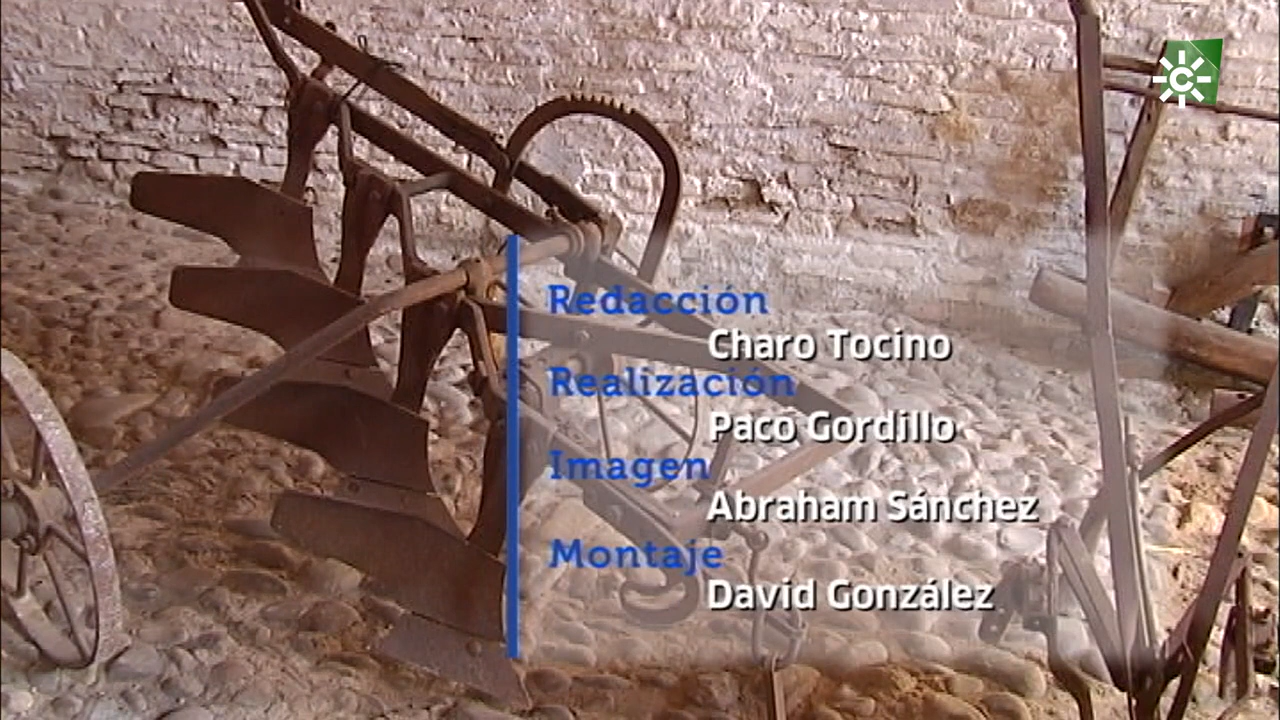 Redacción
Charo Tocino
Realización
Paco Gordillo
Imagen
Abraham Sánchez
Montaje
David González